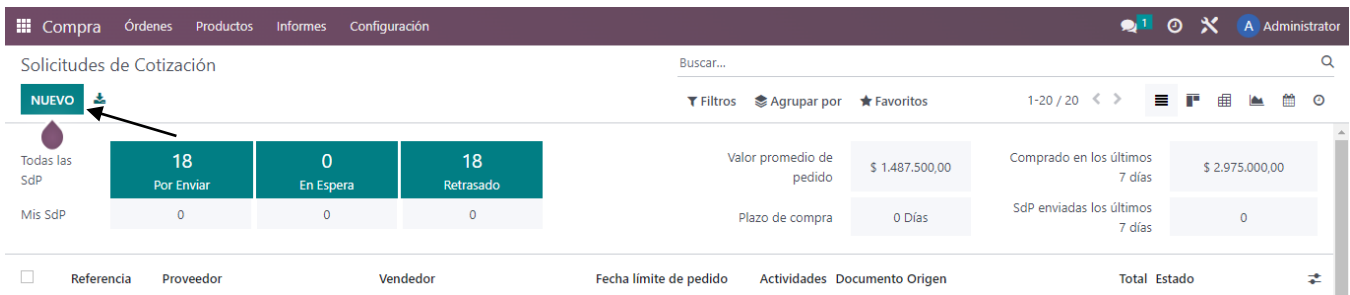 Compra Órdenes Productos Informes Configuración 1 A Administrator
Solicitudes de Cotización Buscar...
NUEVO Filtros Agrupar por Favoritos 1-20 / 20
Todas las SdP 18 Por Enviar 0 En Espera 18 Retrasado Valor promedio de pedido $ 1.487.500,00 Comprado en los últimos 7 días $ 2.975.000,00
Mis SdP 0 0 0 Plazo de compra 0 Días SdP enviadas los últimos 7 días 0
Referencia Proveedor Vendedor Fecha límite de pedido Actividades Documento Origen Total Estado